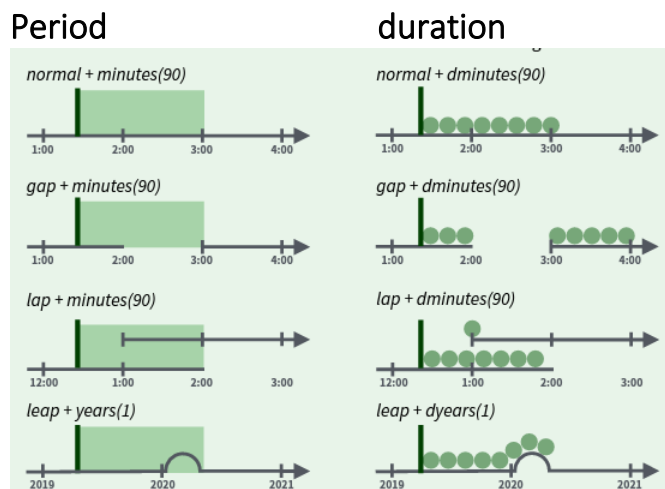 Period
normal + minutes(90)
1:00 2:00 3:00 4:00
gap + minutes(90)
1:00 2:00 3:00 4:00
lap + minutes(90)
12:00 1:00 2:00 3:00
leap + years(1)
2019 2020 2021
duration
normal + dminutes(90)
1:00 2:00 3:00 4:00
gap + dminutes(90)
1:00 2:00 3:00 4:00
lap + dminutes(90)
12:00 1:00 2:00 3:00
leap + dyears(1)
2019 2020 2021